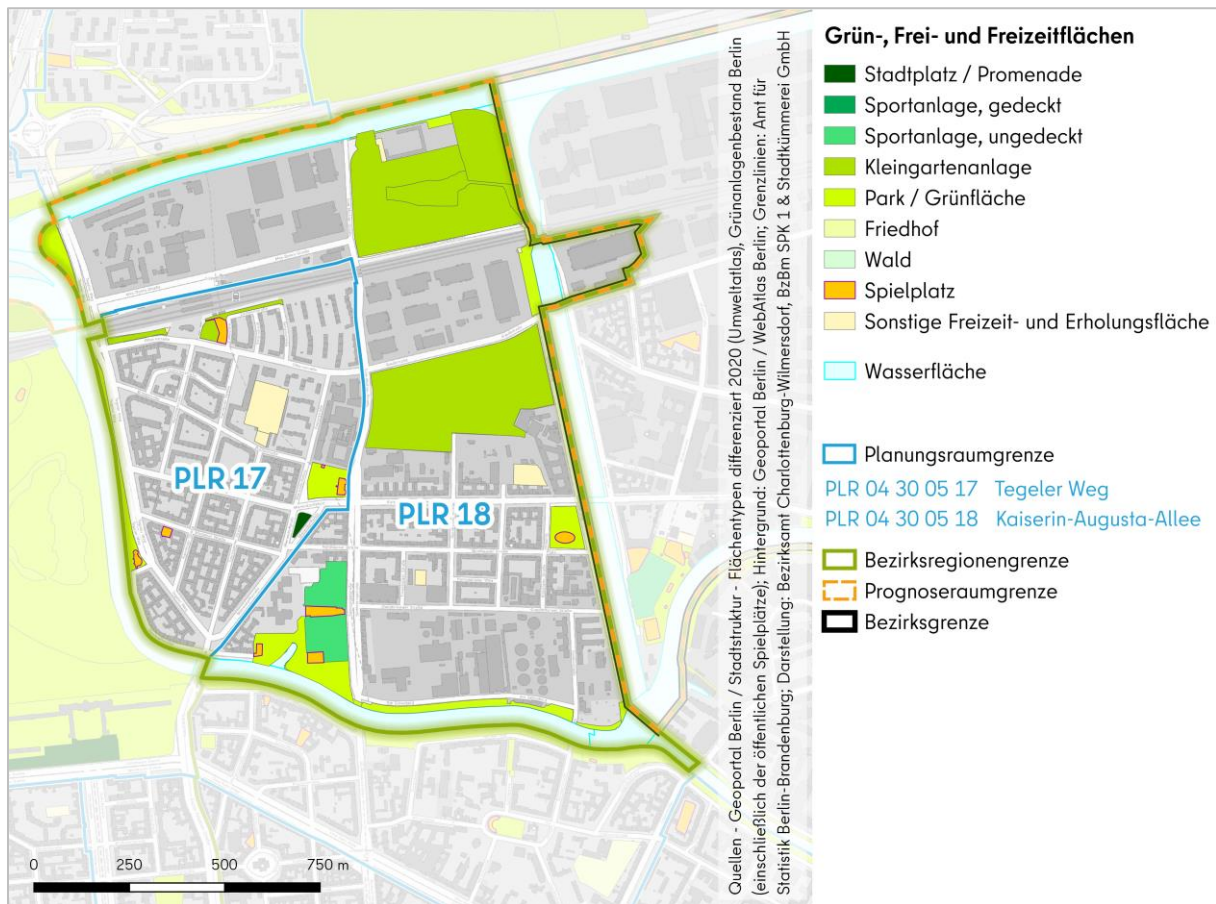 Grün-, Frei- und Freizeitflächen
Stadtplatz / Promenade
Sportanlage, gedeckt
Sportanlage, ungedeckt
Kleingartenanlage
Park / Grünfläche
Friedhof
Wald
Spielplatz
Sonstige Freizeit- und Erholungsfläche
Wasserfläche
Planungsraumgrenze
PLR 04 30 05 17 Tegeler Weg
PLR 04 30 05 18 Kaiserin-Augusta-Allee
Bezirksregionengrenze
Prognoseraumgrenze
Bezirksgrenze
PLR 17
PLR 18
0 250 500 750 m
Quellen - Geoportal Berlin / Stadtstruktur - Flächentypen differenziert 2020 (Umweltatlas), Grünanlagenbestand Berlin
(einschließlich der öffentlichen Spielplätze); Hintergrund: Geoportal Berlin / WebAtlas Berlin; Grenzlinien: Amt für
Statistik Berlin-Brandenburg; Darstellung: Bezirksamt Charlottenburg-Wilmersdorf, BzBm SPK 1 & Stadtkümmerei GmbH